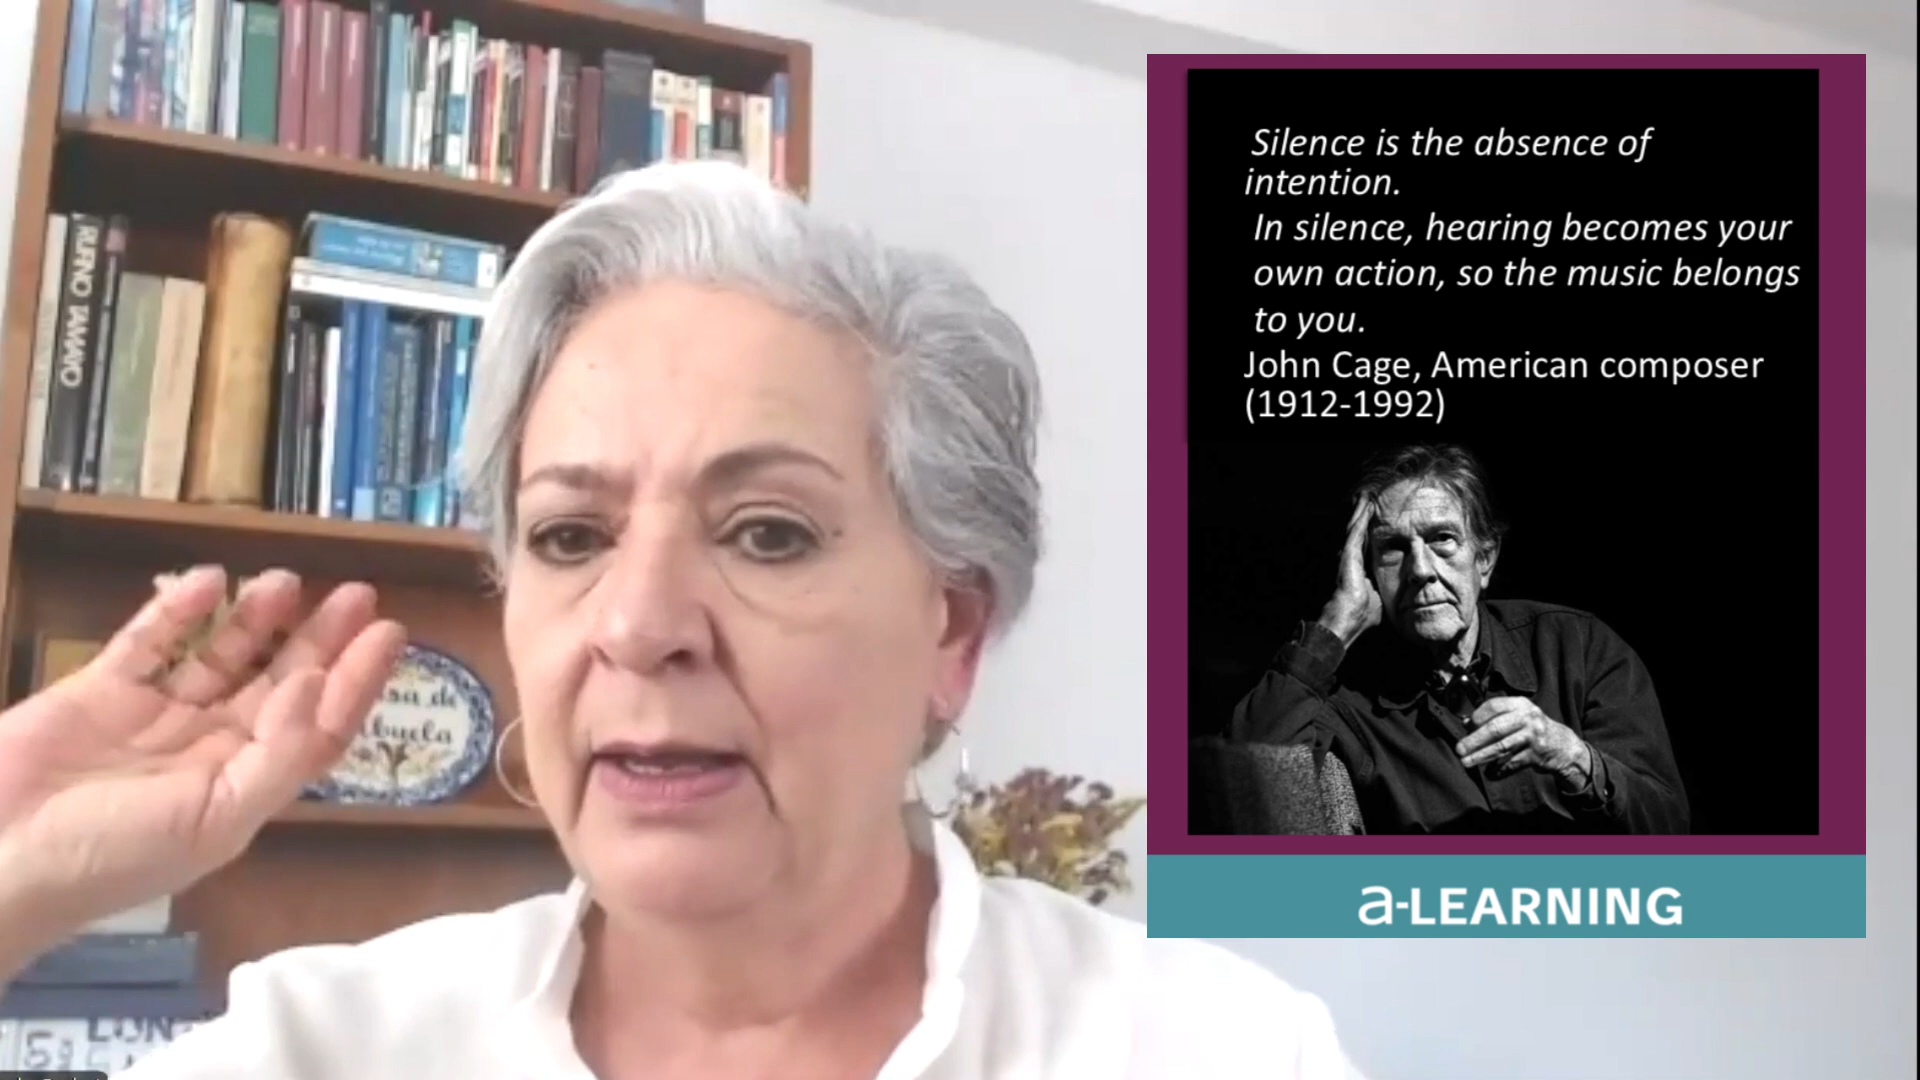 RUFINO TAMAYO
sa de
buela
Silence is the absence of
intention.
In silence, hearing becomes your
own action, so the music belongs
to you.
John Cage, American composer
(1912-1992)
a-LEARNING